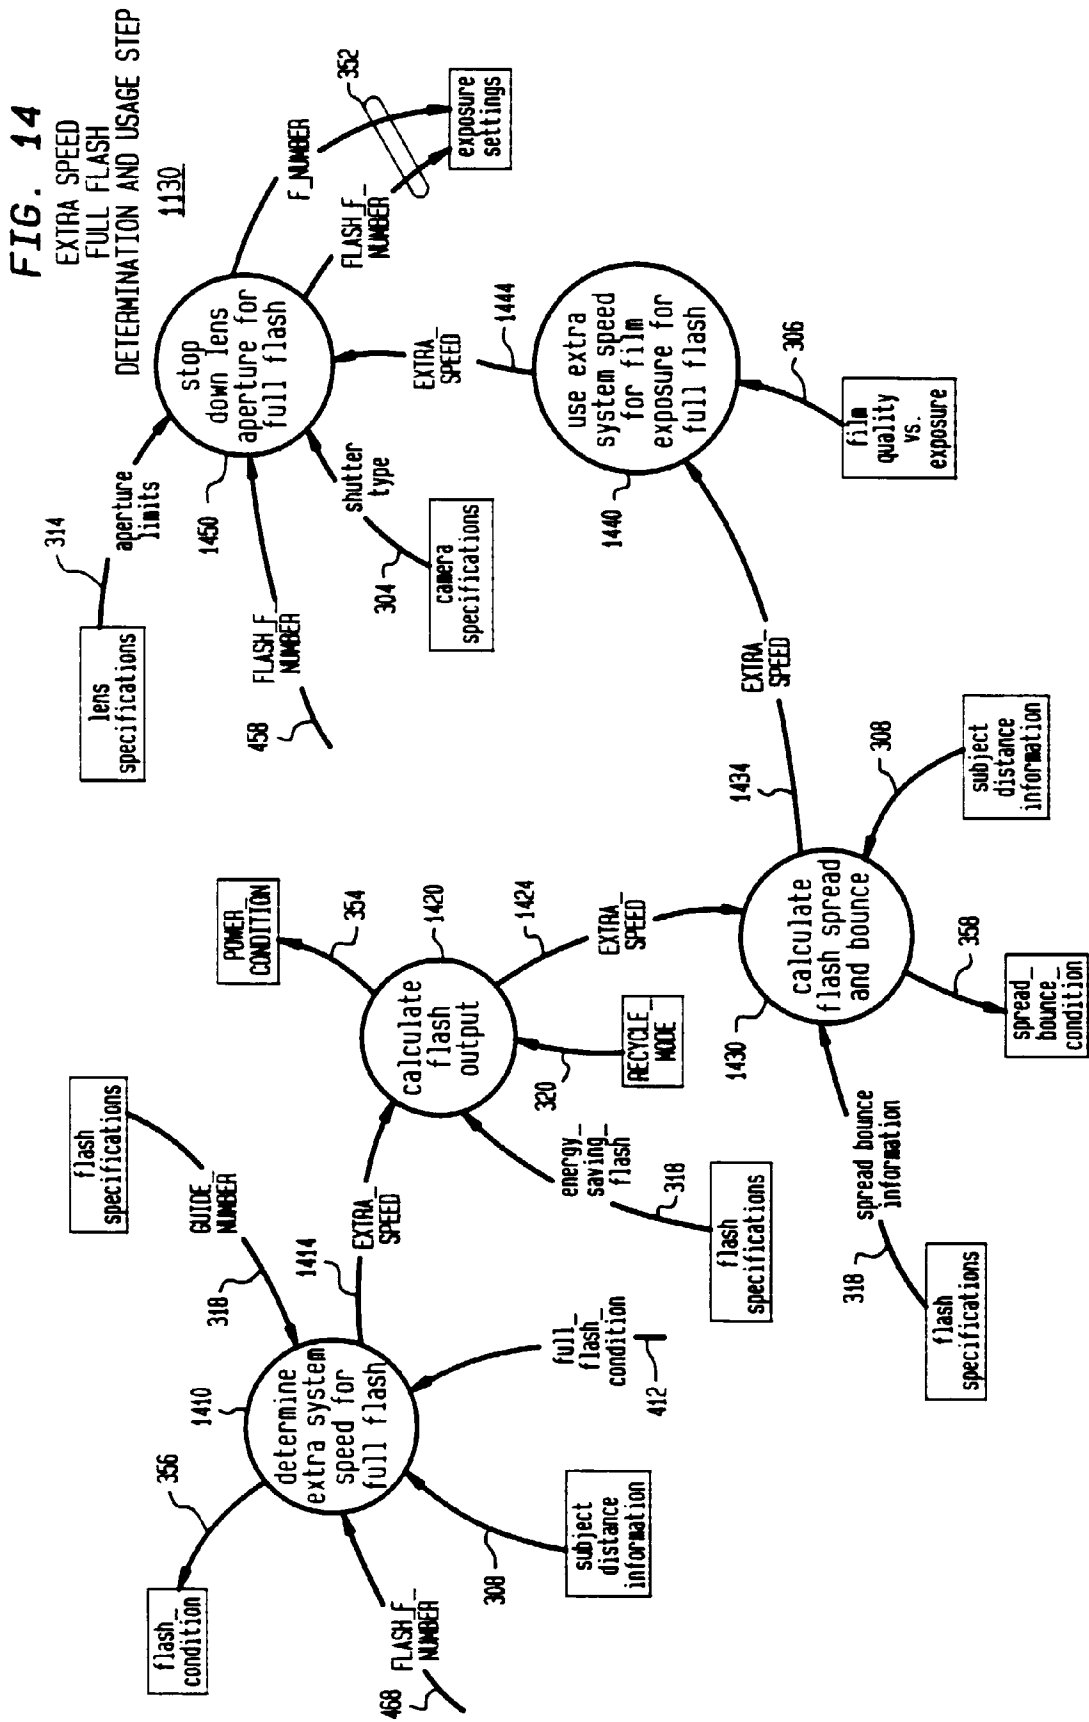 FIG. 14
EXTRA SPEED
FULL FLASH
DETERMINATION AND USAGE STEP
1130
flash_
condition
356
1410
determine
extra system
speed for
full flash
FLASH_F_
NUMBER
468
308
subject
distance
information
full_
flash_
condition
412
318
GUIDE_
NUMBER
flash
specifications
1414
EXTRA_
SPEED
POWER_
CONDITION
354
1420
calculate
flash
output
energy_
saving_
flash
318
flash
specifications
320
RECYCLE_
MODE
1424
EXTRA_
SPEED
1430
calculate
flash spread
and bounce
spread bounce
information
318
flash
specifications
358
spread_
bounce_
condition
308
subject
distance
information
1434
EXTRA_
SPEED
1440
use extra
system speed
for film
exposure for
full flash
306
film
quality
vs.
exposure
1444
EXTRA_
SPEED
lens
specifications
314
aperture
limits
1450
stop
down lens
aperture for
full flash
FLASH_F_
NUMBER
458
shutter
type
304
camera
specifications
F_NUMBER
FLASH_F_
NUMBER
352
exposure
settings